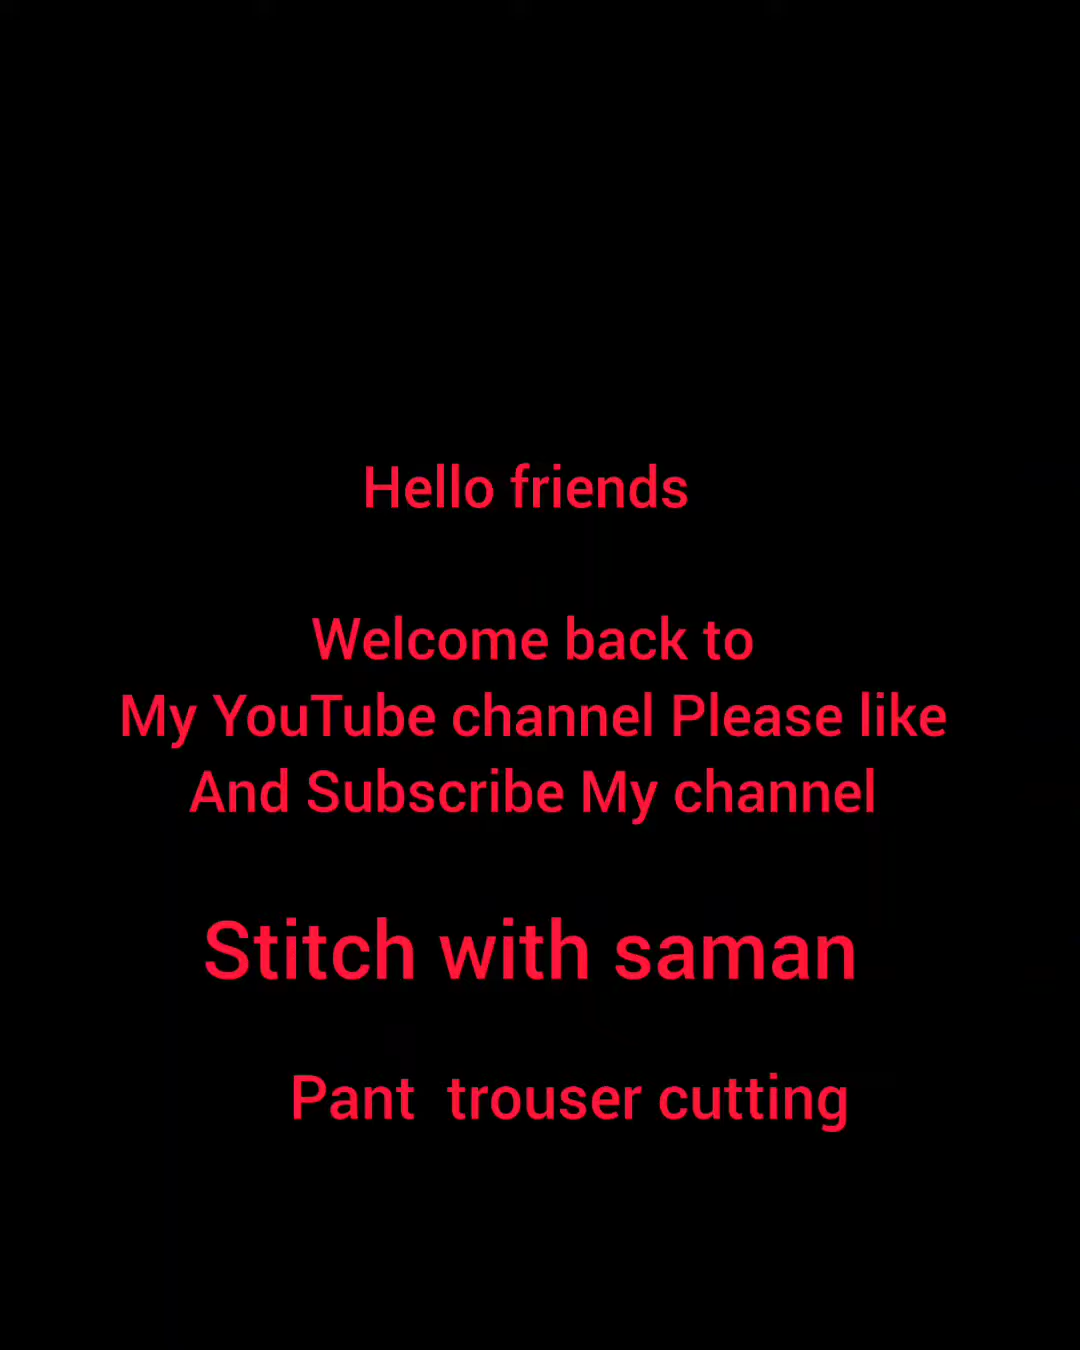 Hello friends
Welcome back to
My YouTube channel Please like
And Subscribe My channel
Stitch with saman
Pant  trouser cutting